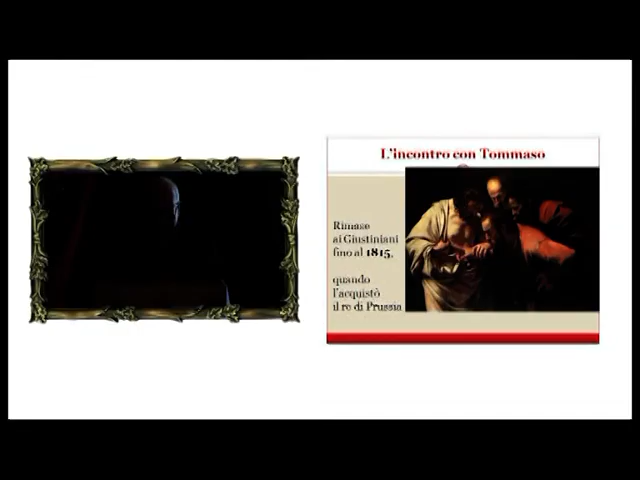 L'incontro con Tommaso
Rimase
ai Giustiniani
fino al 1815,
quando
l'acquistò
il re di Prussia